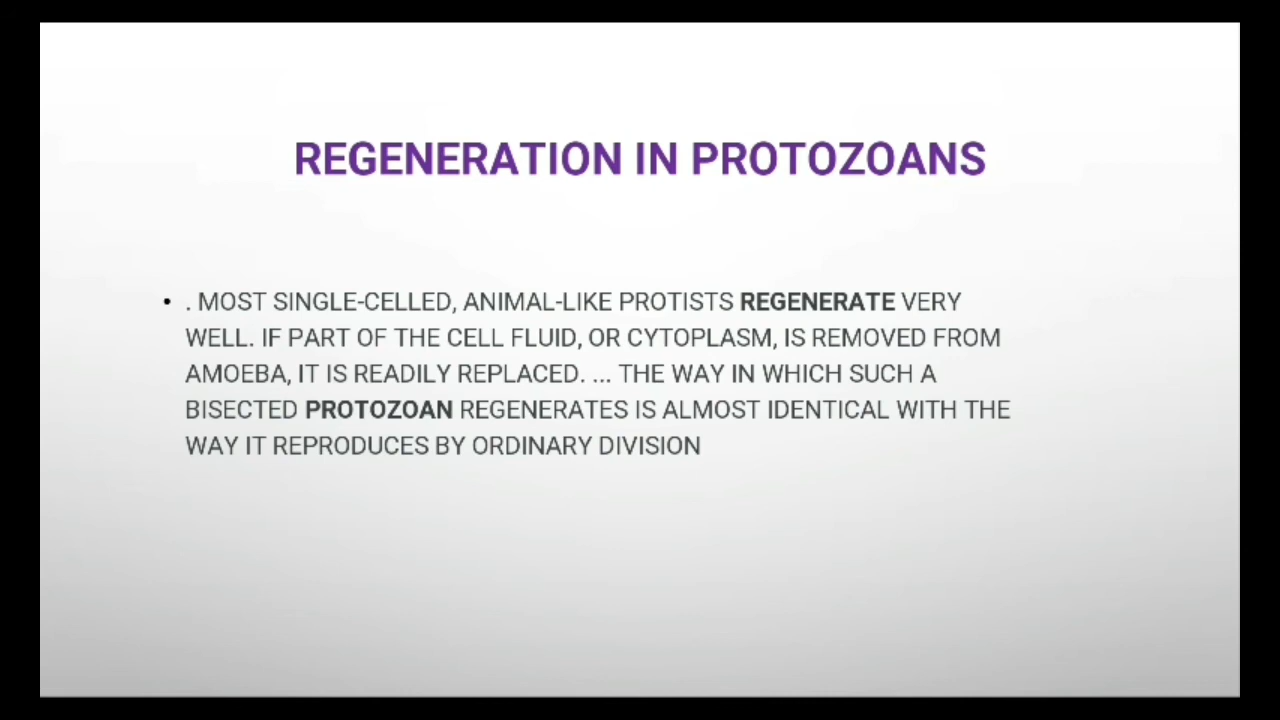 REGENERATION IN PROTOZOANS
• . MOST SINGLE-CELLED, ANIMAL-LIKE PROTISTS REGENERATE VERY
WELL. IF PART OF THE CELL FLUID, OR CYTOPLASM, IS REMOVED FROM
AMOEBA, IT IS READILY REPLACED. ... THE WAY IN WHICH SUCH A
BISECTED PROTOZOAN REGENERATES IS ALMOST IDENTICAL WITH THE
WAY IT REPRODUCES BY ORDINARY DIVISION